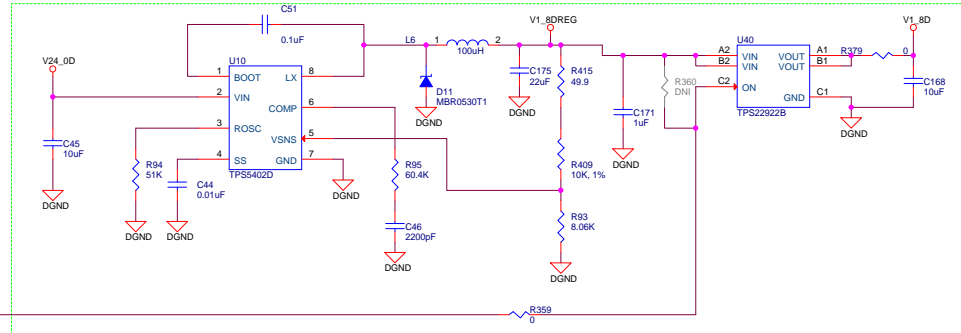 C51
0.1uF
V24_0D
U10
1
BOOT
LX
8
2
VIN
COMP
6
3
ROSC
VSNS
5
4
SS
GND
7
TPS5402D
C45
10uF
DGND
R94
51K
DGND
C44
0.01uF
DGND
DGND
R95
60.4K
C46
2200pF
DGND
L6
1
2
100uH
D11
MBR0530T1
DGND
V1_8DREG
C175
22uF
DGND
R415
49.9
R409
10K, 1%
R93
8.06K
DGND
C171
1uF
DGND
R360
DNI
U40
A2
VIN
VOUT
A1
B2
VIN
VOUT
B1
C2
ON
GND
C1
TPS22922B
R379
0
V1_8D
C168
10uF
DGND
R359
0